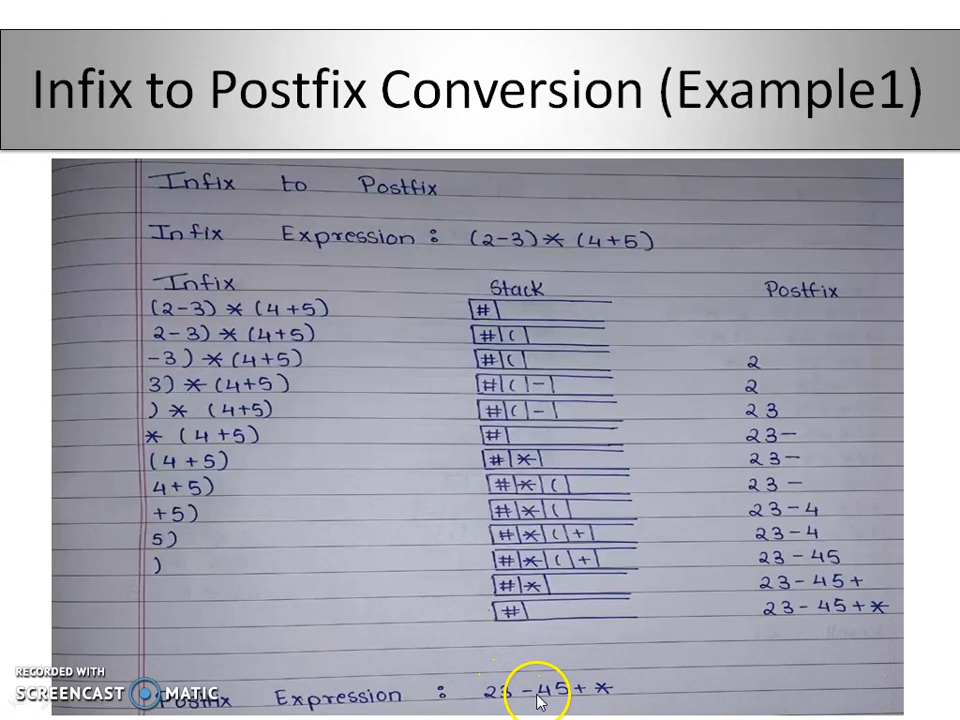 Infix to Postfix Conversion (Example1)
Infix to Postfix
Infix Expression : (2-3)* (4+5)
Infix Stack Postfix
(2-3) * (4+5) #
2-3) * (4+5) # (
-3) * (4+5) # ( 2
3) * (4+5) # ( - 2
) * (4+5) # ( - 23
* (4+5) # 23-
(4+5) # * 23-
4+5) # * ( 23-
+5) # * ( 23-4
5) # * ( + 23-4
) # * ( + 23-45
# * 23-45+
# 23-45+*
Postfix Expression : 23-45+*
RECORDED WITH
SCREENCAST MATIC